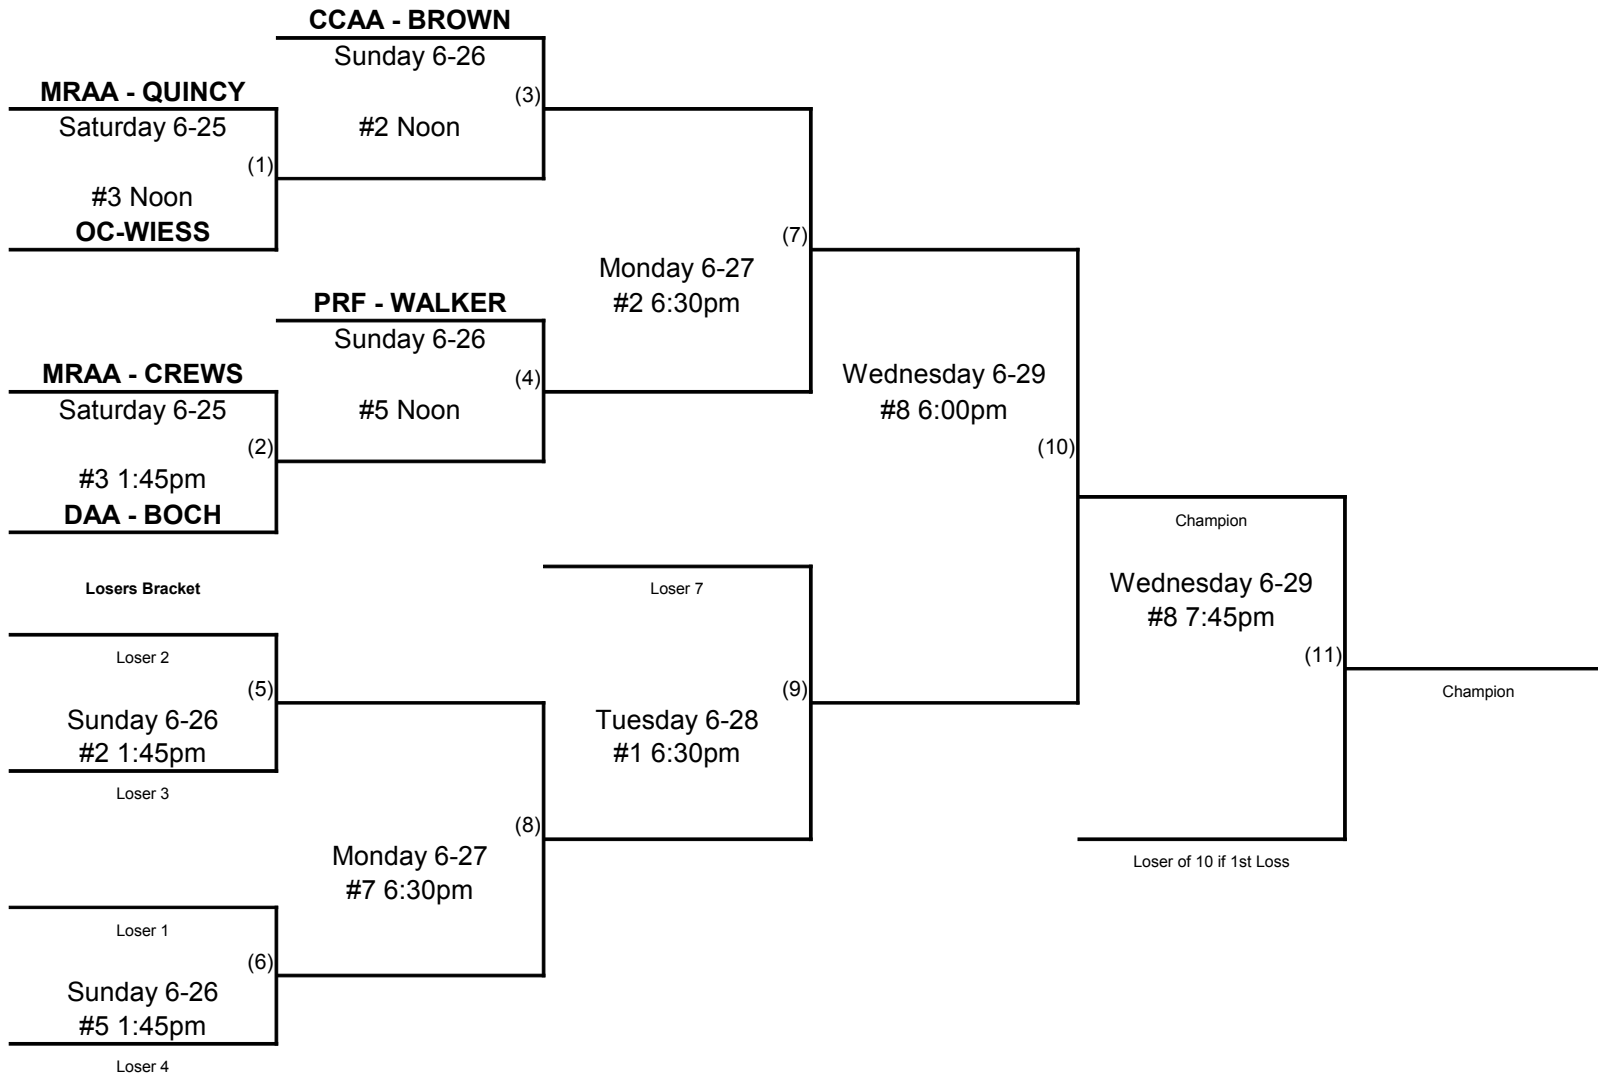 CCAA - BROWN
Sunday 6-26
MRAA - QUINCY
(3)
Saturday 6-25
#2 Noon
(1)
#3 Noon
OC-WIESS
(7)
Monday 6-27
PRF - WALKER
#2 6:30pm
Sunday 6-26
MRAA - CREWS
(4)
Wednesday 6-29
Saturday 6-25
#5 Noon
#8 6:00pm
(2)
(10)
#3 1:45pm
DAA - BOCH
Champion
Losers Bracket
Loser 7
Wednesday 6-29
#8 7:45pm
Loser 2
(11)
(5)
(9)
Champion
Sunday 6-26
Tuesday 6-28
#2 1:45pm
#1 6:30pm
Loser 3
(8)
Monday 6-27
Loser of 10 if 1st Loss
#7 6:30pm
Loser 1
(6)
Sunday 6-26
#5 1:45pm
Loser 4